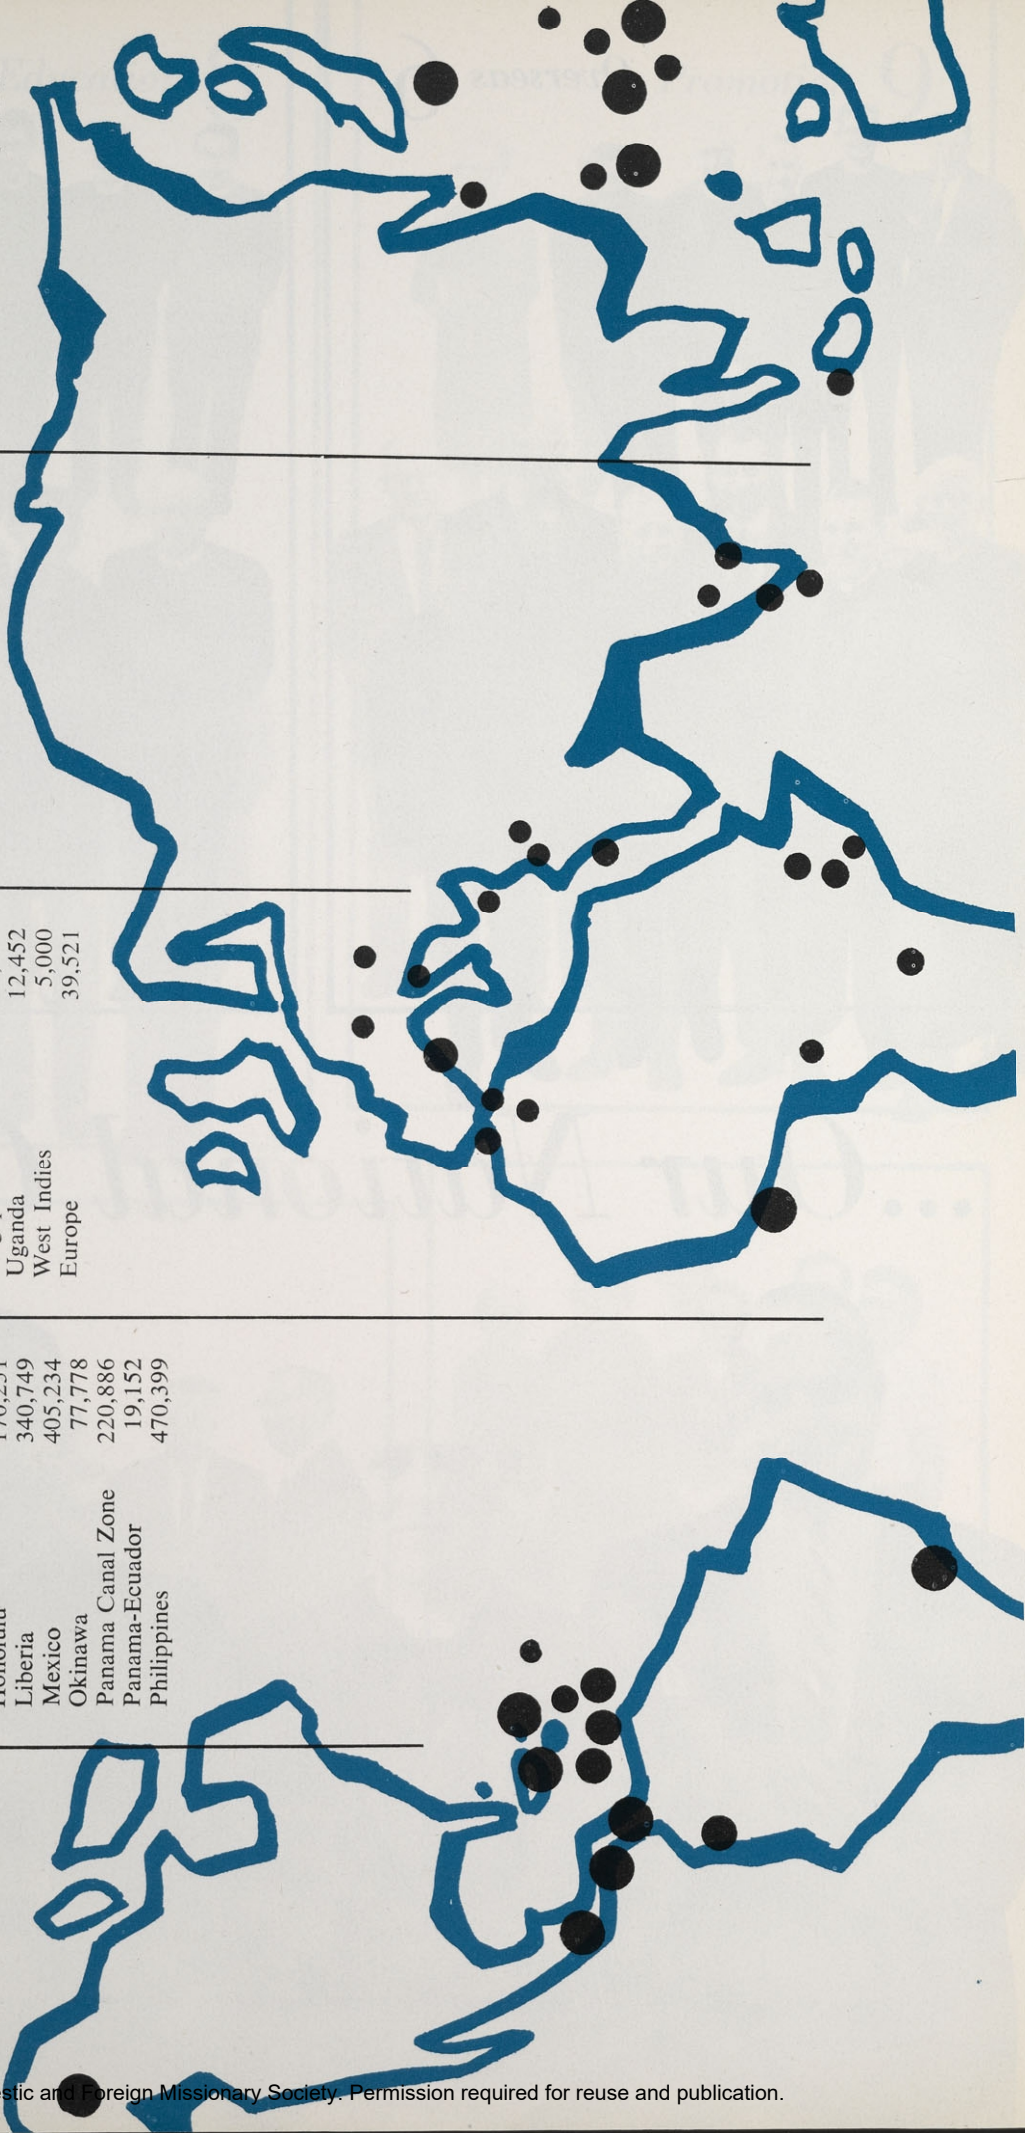 Liberia 340,749
Mexico 405,234
Okinawa 77,778
Panama Canal Zone 220,886
Panama-Ecuador 19,152
Philippines 470,399
Uganda 12,452
West Indies 5,000
Europe 39,521
and Foreign Missionary Society. Permission required for reuse and publication.